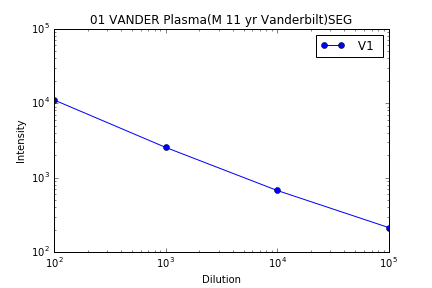 01 VANDER Plasma(M 11 yr Vanderbilt)SEG
V1
10^5
10^4
10^3
10^2
Intensity
10^2 10^3 10^4 10^5
Dilution